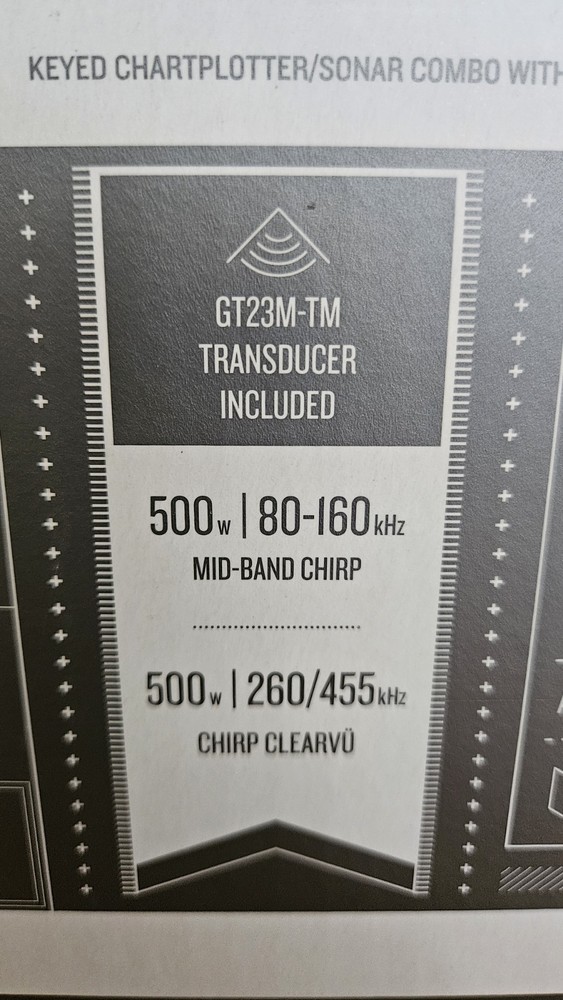 KEYED CHARTPLOTTER/SONAR COMBO WITH
GT23M-TM
TRANSDUCER
INCLUDED
500w | 80-160kHz
MID-BAND CHIRP
500w | 260/455kHz
CHIRP CLEARVÜ